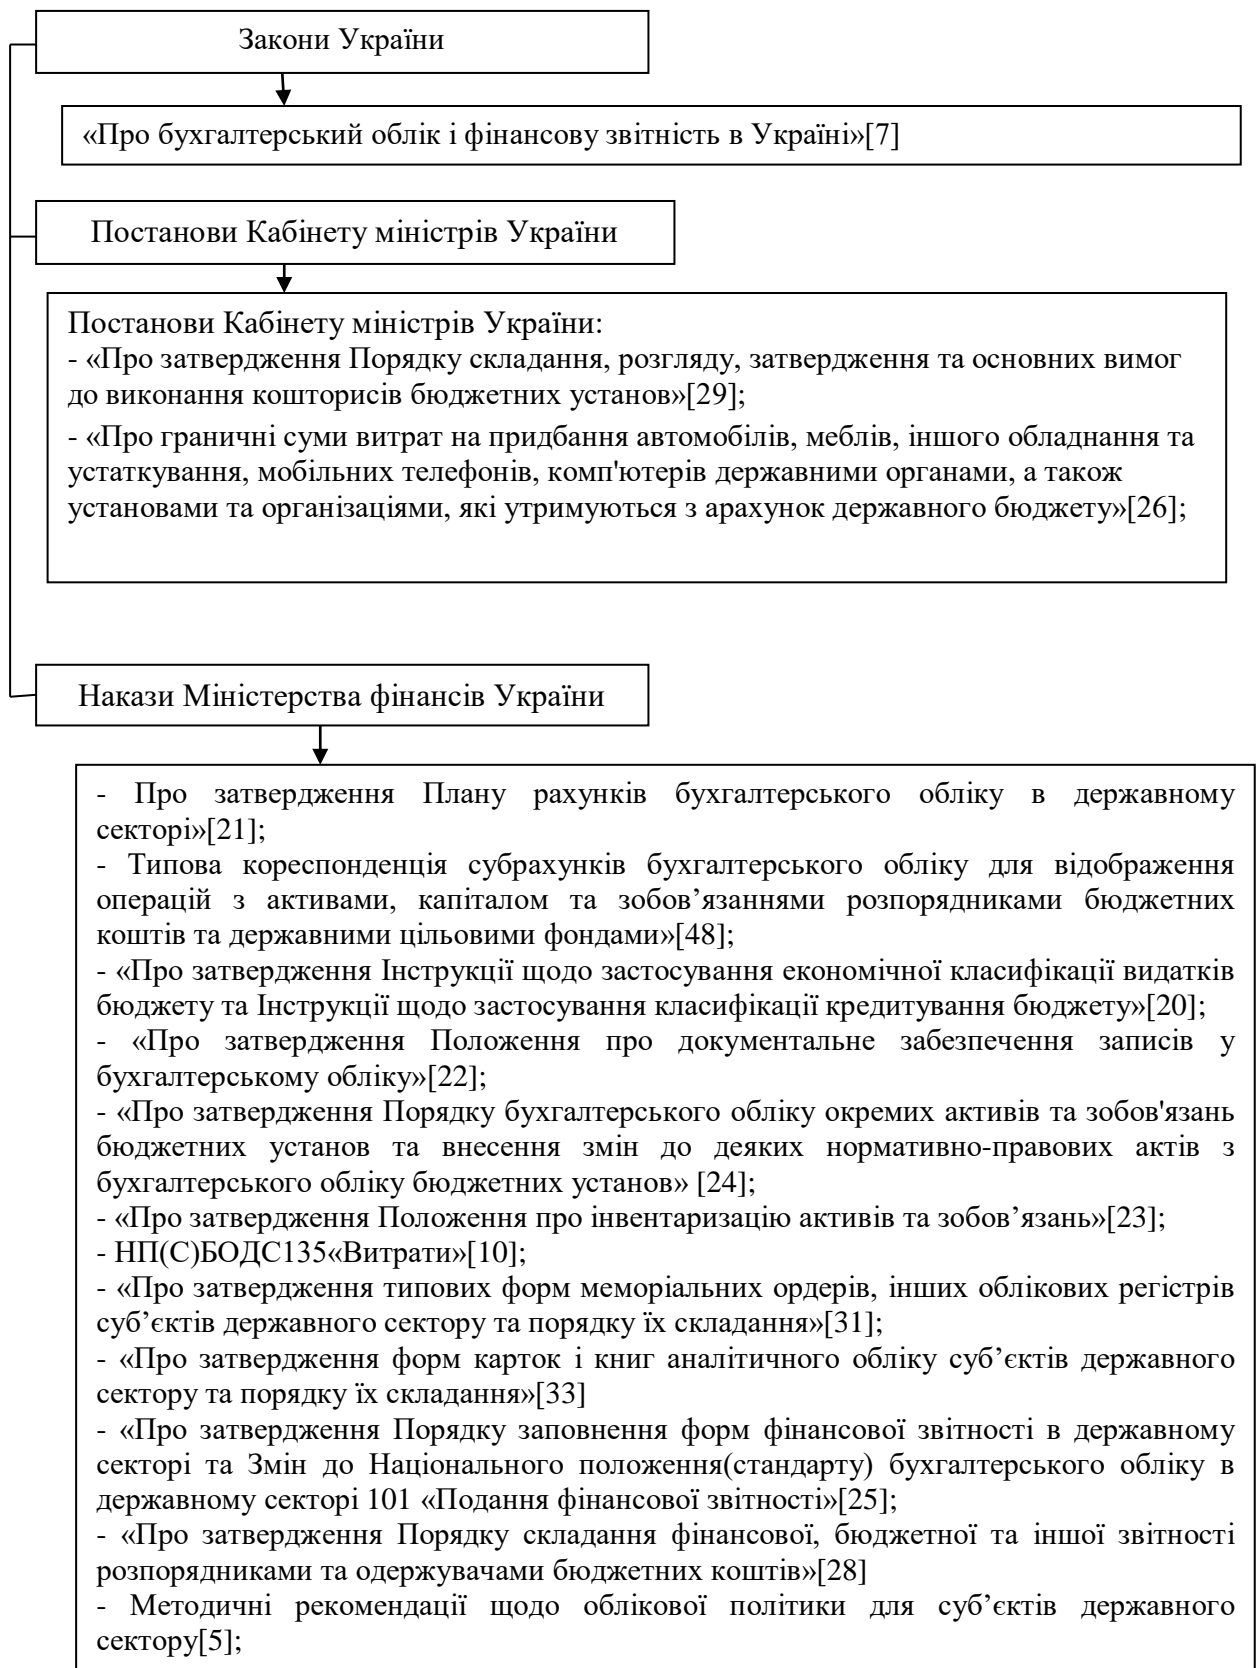 Закони України
«Про бухгалтерський облік і фінансову звітність в Україні»[7]
Постанови Кабінету міністрів України
Постанови Кабінету міністрів України:
- «Про затвердження Порядку складання, розгляду, затвердження та основних вимог
до виконання кошторисів бюджетних установ»[29];
- «Про граничні суми витрат на придбання автомобілів, меблів, іншого обладнання та
устаткування, мобільних телефонів, комп'ютерів державними органами, а також
установами та організаціями, які утримуються з арахунок державного бюджету»[26];
Накази Міністерства фінансів України
- Про затвердження Плану рахунків бухгалтерського обліку в державному
секторі»[21];
- Типова кореспонденція субрахунків бухгалтерського обліку для відображення
операцій з активами, капіталом та зобов’язаннями розпорядниками бюджетних
коштів та державними цільовими фондами»[48];
- «Про затвердження Інструкції щодо застосування економічної класифікації видатків
бюджету та Інструкції щодо застосування класифікації кредитування бюджету»[20];
- «Про затвердження Положення про документальне забезпечення записів у
бухгалтерському обліку»[22];
- «Про затвердження Порядку бухгалтерського обліку окремих активів та зобов'язань
бюджетних установ та внесення змін до деяких нормативно-правових актів з
бухгалтерського обліку бюджетних установ» [24];
- «Про затвердження Положення про інвентаризацію активів та зобов’язань»[23];
- НП(С)БОДС135«Витрати»[10];
- «Про затвердження типових форм меморіальних ордерів, інших облікових регістрів
суб’єктів державного сектору та порядку їх складання»[31];
- «Про затвердження форм карток і книг аналітичного обліку суб’єктів державного
сектору та порядку їх складання»[33]
- «Про затвердження Порядку заповнення форм фінансової звітності в державному
секторі та Змін до Національного положення(стандарту) бухгалтерського обліку в
державному секторі 101 «Подання фінансової звітності»[25];
- «Про затвердження Порядку складання фінансової, бюджетної та іншої звітності
розпорядниками та одержувачами бюджетних коштів»[28]
- Методичні рекомендації щодо облікової політики для суб’єктів державного
сектору[5];